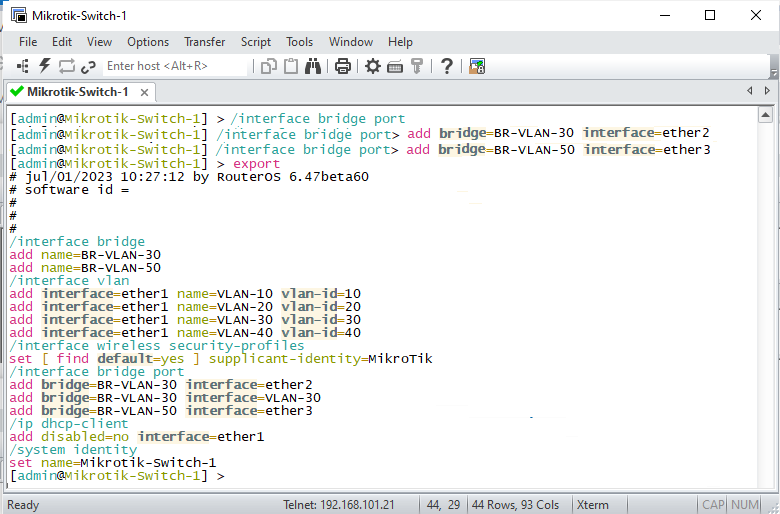 Mikrotik-Switch-1
File Edit View Options Transfer Script Tools Window Help
Enter host <Alt+R>
Mikrotik-Switch-1
[admin@Mikrotik-Switch-1] > /interface bridge port
[admin@Mikrotik-Switch-1] /interface bridge port> add bridge=BR-VLAN-30 interface=ether2
[admin@Mikrotik-Switch-1] /interface bridge port> add bridge=BR-VLAN-50 interface=ether3
[admin@Mikrotik-Switch-1] > export
# jul/01/2023 10:27:12 by RouterOS 6.47beta60
# software id =
#
#
#
/interface bridge
add name=BR-VLAN-30
add name=BR-VLAN-50
/interface vlan
add interface=ether1 name=VLAN-10 vlan-id=10
add interface=ether1 name=VLAN-20 vlan-id=20
add interface=ether1 name=VLAN-30 vlan-id=30
add interface=ether1 name=VLAN-40 vlan-id=40
/interface wireless security-profiles
set [ find default=yes ] supplicant-identity=MikroTik
/interface bridge port
add bridge=BR-VLAN-30 interface=ether2
add bridge=BR-VLAN-30 interface=VLAN-30
add bridge=BR-VLAN-50 interface=ether3
/ip dhcp-client
add disabled=no interface=ether1
/system identity
set name=Mikrotik-Switch-1
[admin@Mikrotik-Switch-1] >
Ready Telnet: 192.168.101.21 44, 29 44 Rows, 93 Cols Xterm CAP NUM